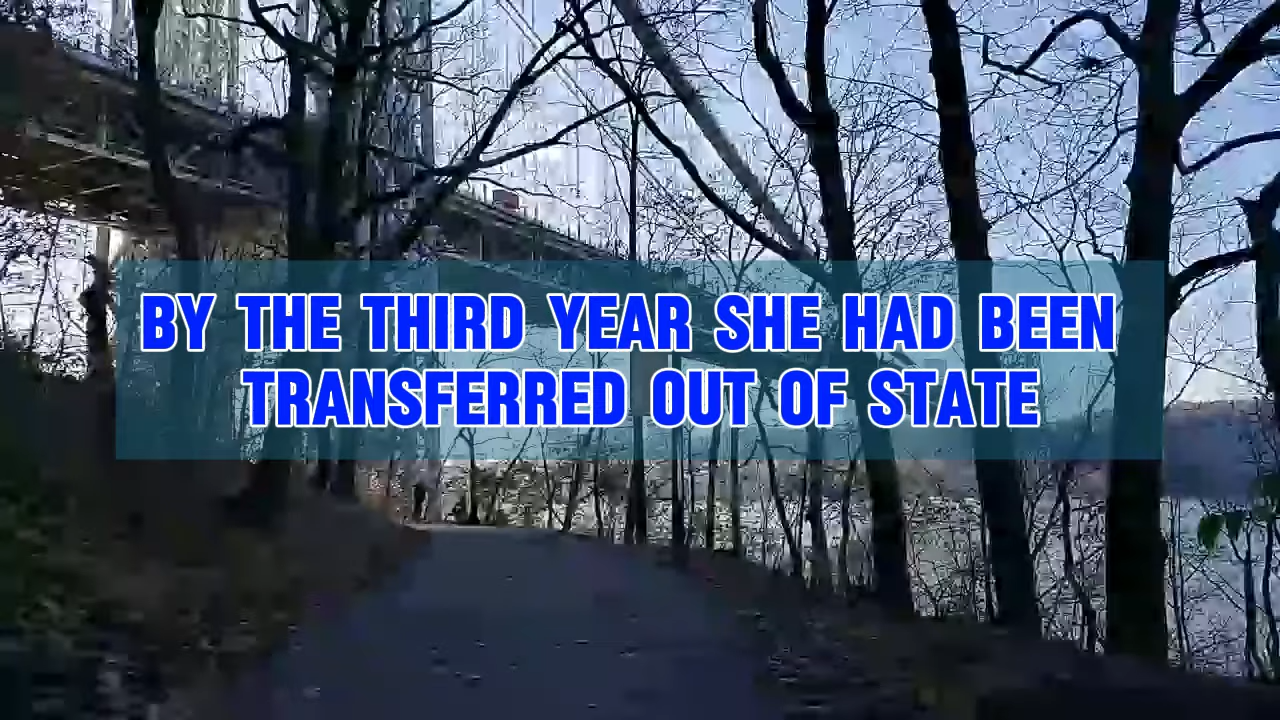 BY THE THIRD YEAR SHE HAD BEEN
TRANSFERRED OUT OF STATE